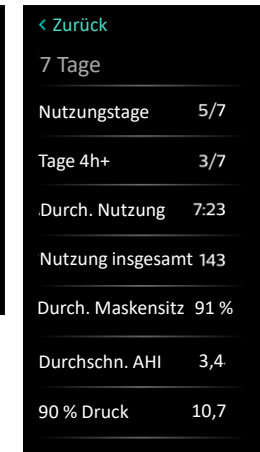 < Zurück
7 Tage
Nutzungstage 5/7
Tage 4h+ 3/7
Durch. Nutzung 7:23
Nutzung insgesamt 143
Durch. Maskensitz 91 %
Durchschn. AHI 3,4
90 % Druck 10,7